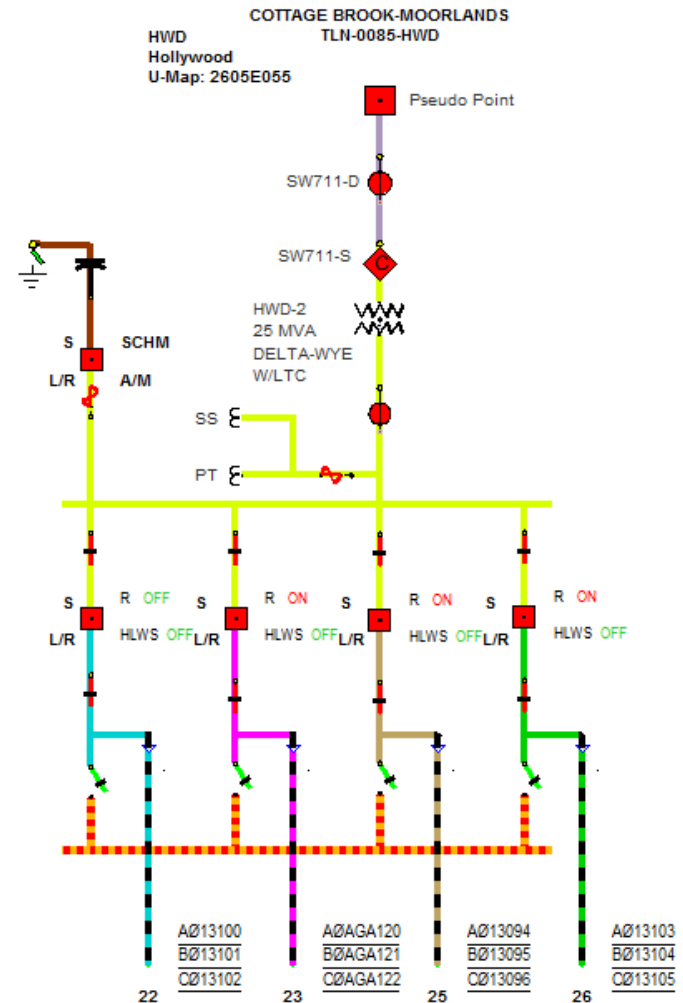 COTTAGE BROOK-MOORLANDS
HWD TLN-0085-HWD
Hollywood
U-Map: 2605E055
Pseudo Point
SW711-D
SW711-S
C
HWD-2
25 MVA
DELTA-WYE
W/LTC
S SCHM
L/R A/M
SS
PT
S R OFF S R ON S R ON S R ON
L/R HLWS OFF L/R HLWS OFF L/R HLWS OFF L/R HLWS OFF
AØ13100 AØAGA120 AØ13094 AØ13103
BØ13101 BØAGA121 BØ13095 BØ13104
CØ13102 CØAGA122 CØ13096 CØ13105
22 23 25 26